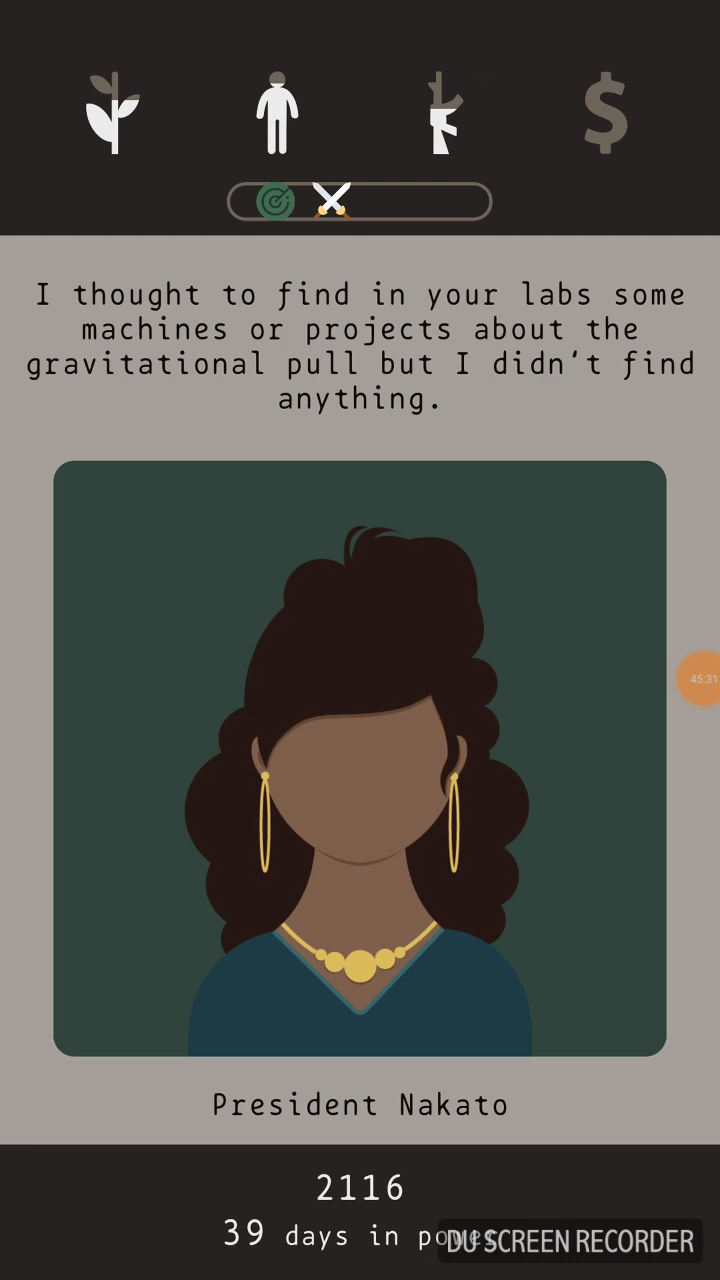 45:31
I thought to find in your labs some
machines or projects about the
gravitational pull but I didn't find
anything.
President Nakato
2116
39 days in power
DU SCREEN RECORDER